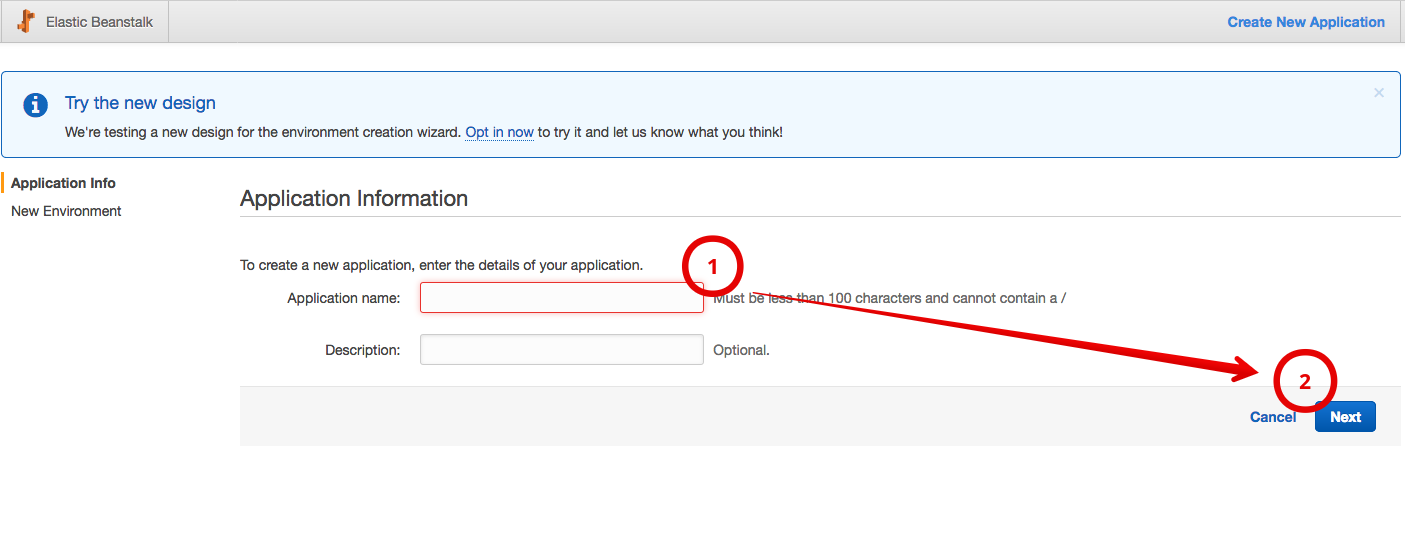 Elastic Beanstalk
Create New Application
Try the new design
×
We're testing a new design for the environment creation wizard. Opt in now to try it and let us know what you think!
Application Info
New Environment
Application Information
To create a new application, enter the details of your application.
1
Application name:
Must be less than 100 characters and cannot contain a /
Description:
Optional.
2
Cancel
Next